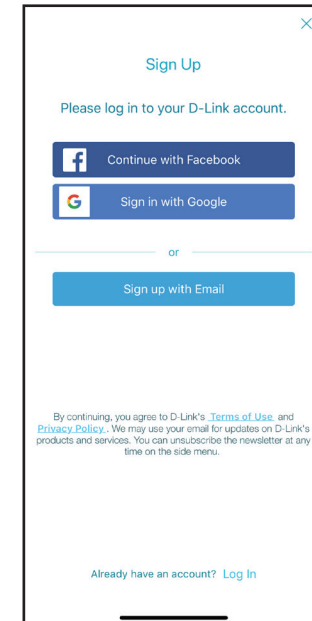 Sign Up
Please log in to your D-Link account.
Continue with Facebook
Sign in with Google
or
Sign up with Email
By continuing, you agree to D-Link's Terms of Use and
Privacy Policy. We may use your email for updates on D-Link's
products and services. You can unsubscribe the newsletter at any
time on the side menu.
Already have an account? Log In